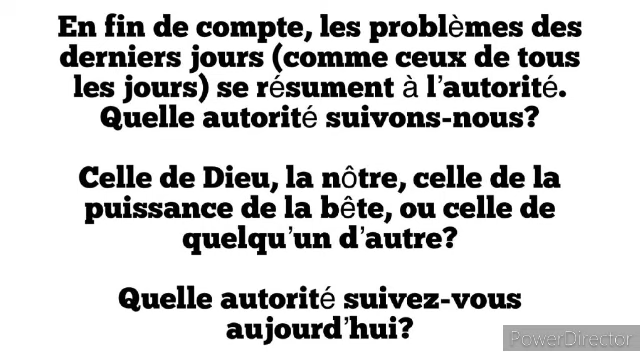 En fin de compte, les problèmes des
derniers jours (comme ceux de tous
les jours) se résument à l’autorité.
Quelle autorité suivons-nous?
Celle de Dieu, la nôtre, celle de la
puissance de la bête, ou celle de
quelqu’un d’autre?
Quelle autorité suivez-vous
aujourd’hui?
PowerDirector